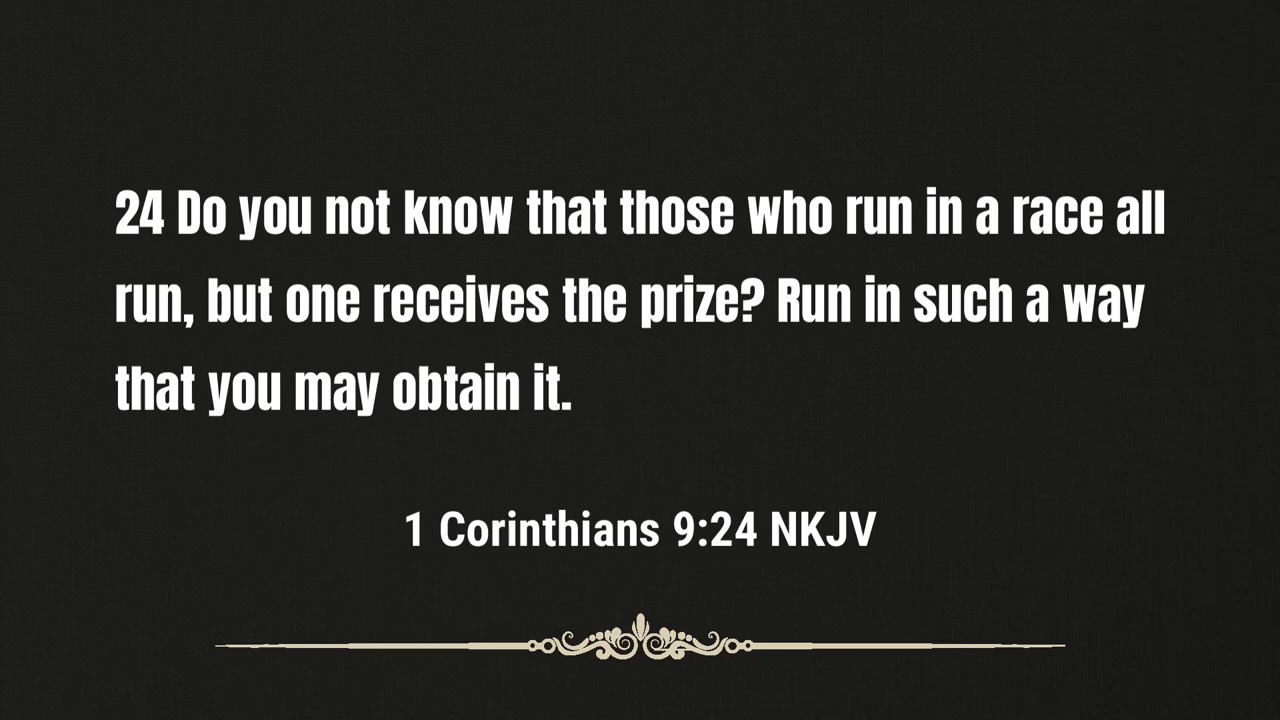 24 Do you not know that those who run in a race all
run, but one receives the prize? Run in such a way
that you may obtain it.
1 Corinthians 9:24 NKJV